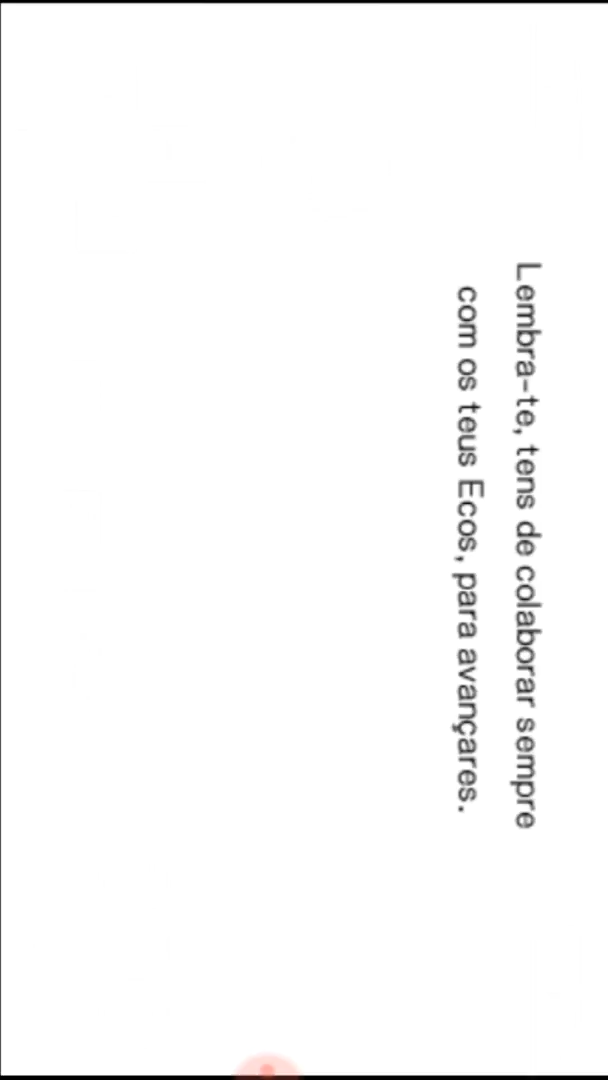 Lembra-te, tens de colaborar sempre
com os teus Ecos, para avançares.